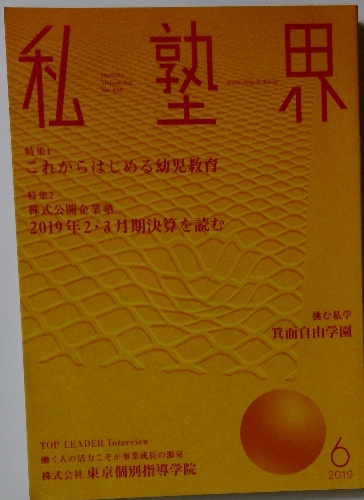 私塾界
特集1
これからはじめる幼児教育
特集2
株式公開企業塾
2019年2・3月期決算を読む
挑む私学
箕面自由学園
TOP LEADER Interview
働く人の活力こそが事業成長の源泉
株式会社 東京個別指導学院
6
2019